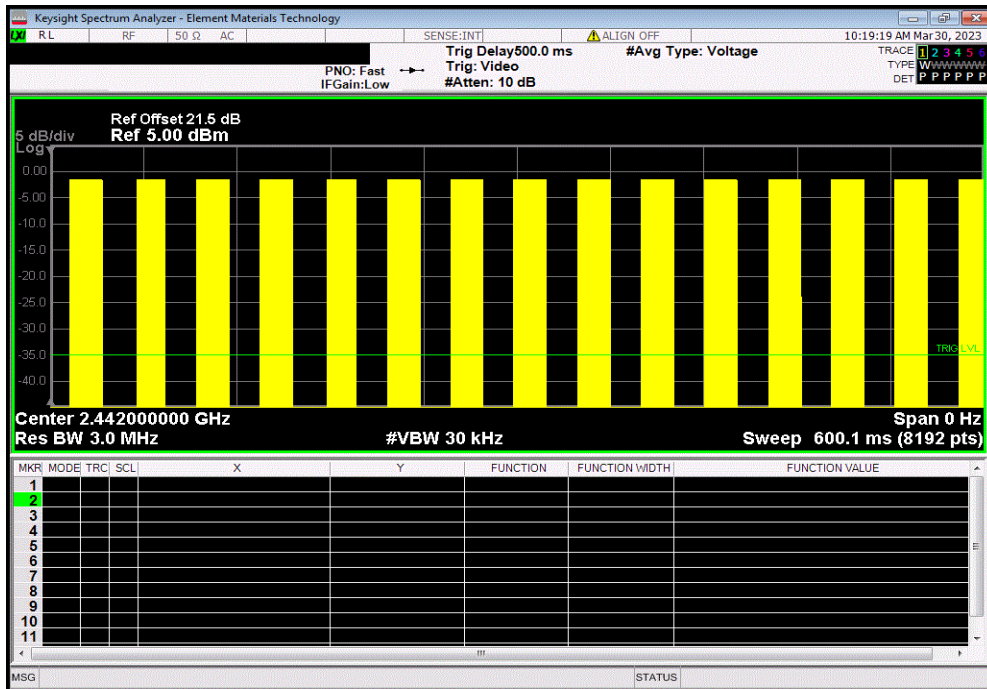 Keysight Spectrum Analyzer - Element Materials Technology
LXI RL RF 50 Ω AC SENSE:INT ALIGN OFF 10:19:19 AM Mar 30, 2023
Trig Delay500.0 ms #Avg Type: Voltage TRACE 1 2 3 4 5 6
PNO: Fast Trig: Video TYPE WWWWWW
IFGain:Low #Atten: 10 dB DET P P P P P P
Ref Offset 21.5 dB
5 dB/div Ref 5.00 dBm
Log
0.00
-5.00
-10.0
-15.0
-20.0
-25.0
-30.0
-35.0 TRIG LVL
-40.0
Center 2.442000000 GHz Span 0 Hz
Res BW 3.0 MHz #VBW 30 kHz Sweep 600.1 ms (8192 pts)
MKR MODE TRC SCL X Y FUNCTION FUNCTION WIDTH FUNCTION VALUE
1
2
3
4
5
6
7
8
9
10
11
MSG STATUS